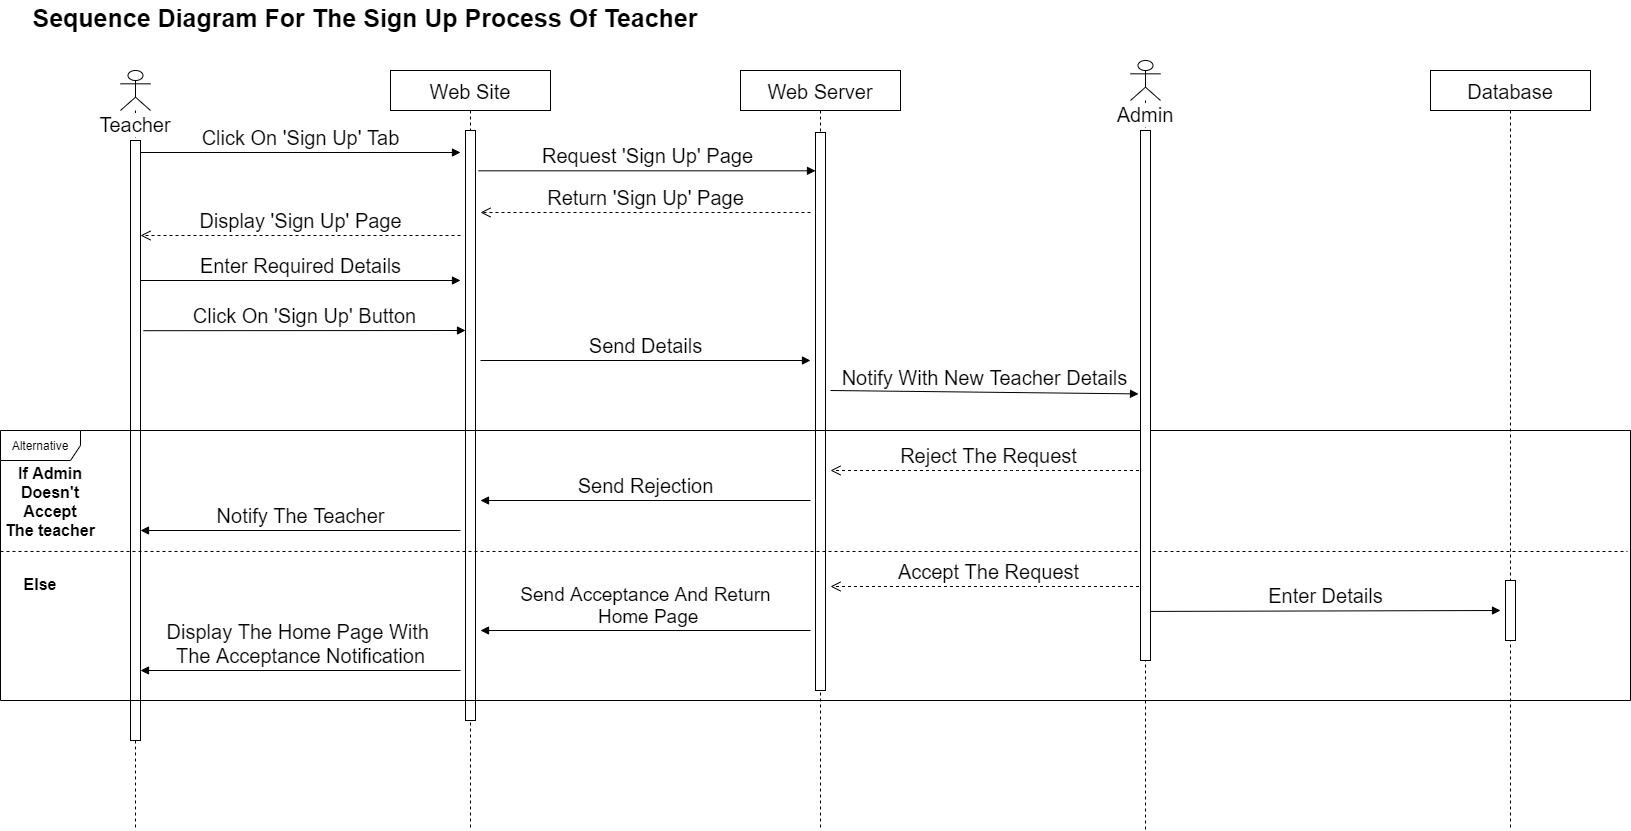 Sequence Diagram For The Sign Up Process Of Teacher
Teacher
Web Site
Web Server
Admin
Database
Click On 'Sign Up' Tab
Request 'Sign Up' Page
Return 'Sign Up' Page
Display 'Sign Up' Page
Enter Required Details
Click On 'Sign Up' Button
Send Details
Notify With New Teacher Details
Alternative
If Admin
Doesn't
Accept
The teacher
Reject The Request
Send Rejection
Notify The Teacher
Else
Accept The Request
Enter Details
Send Acceptance And Return
Home Page
Display The Home Page With
The Acceptance Notification